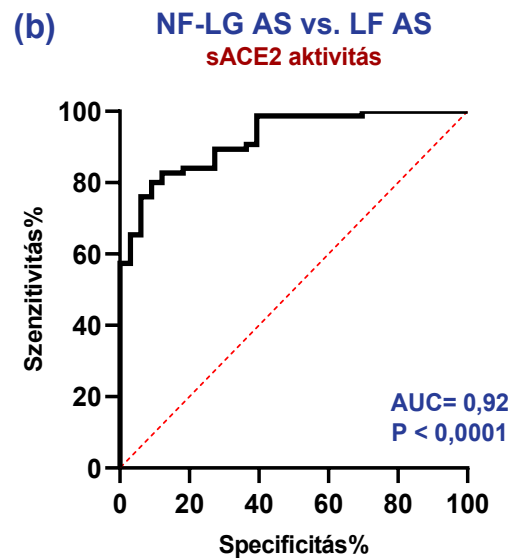 (b)
NF-LG AS vs. LF AS
sACE2 aktivitás
Szenzitivitás%
100
80
60
40
20
0
AUC= 0,92
P < 0,0001
0 20 40 60 80 100
Specificitás%